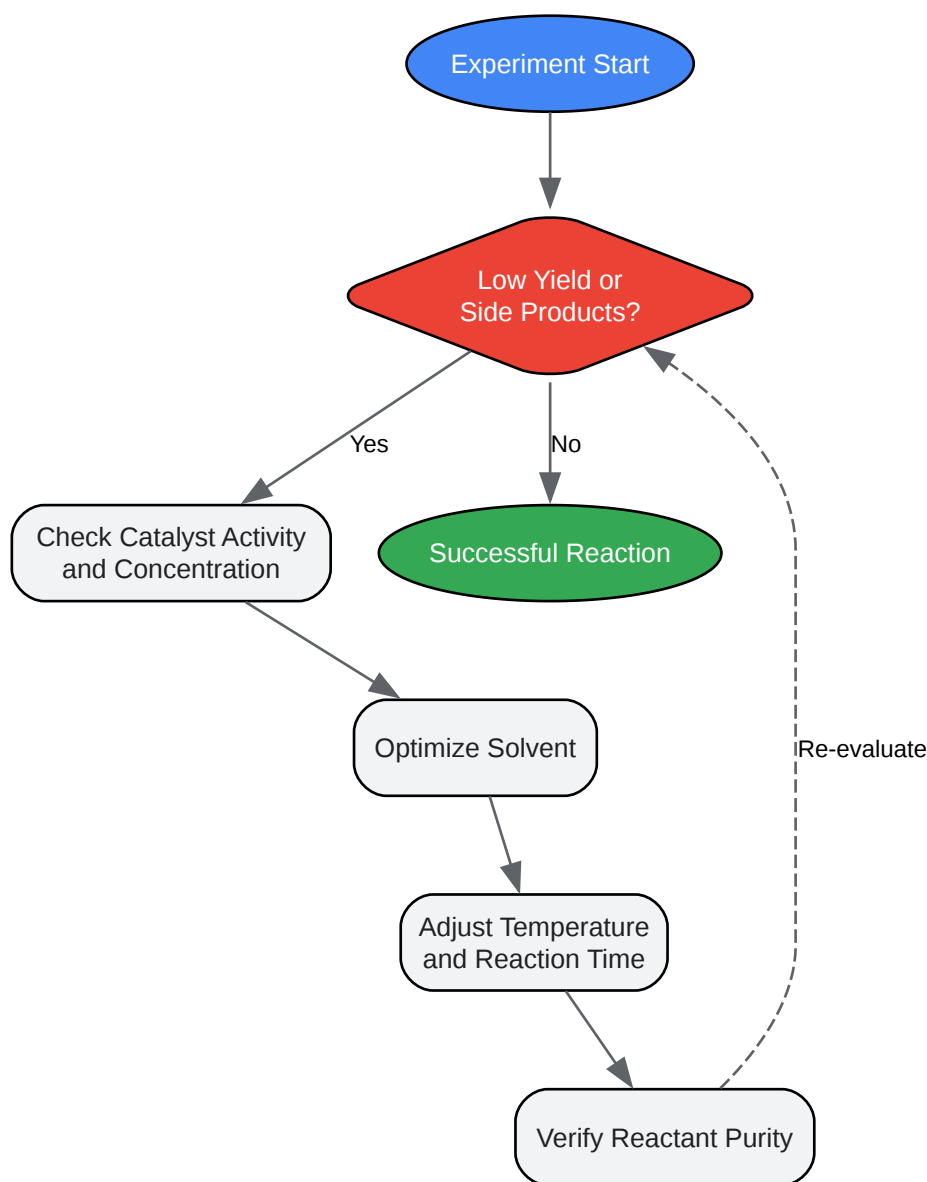 Experiment Start
Low Yield or
Side Products?
Yes
No
Check Catalyst Activity
and Concentration
Successful Reaction
Optimize Solvent
Re-evaluate
Adjust Temperature
and Reaction Time
Verify Reactant Purity